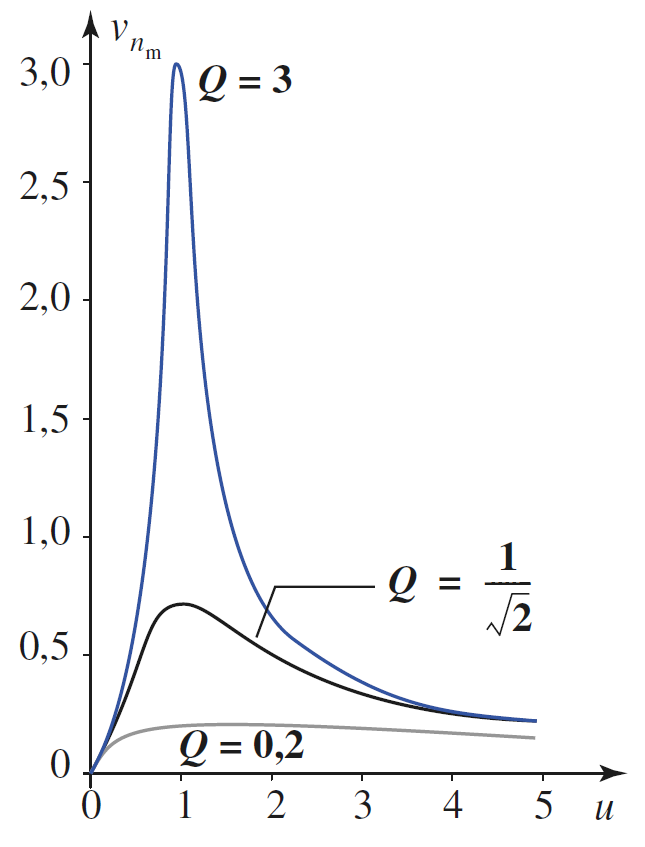 v_{n_m}
3,0
Q = 3
2,5
2,0
1,5
1,0
Q = 1/√2
0,5
Q = 0,2
0
0 1 2 3 4 5 u